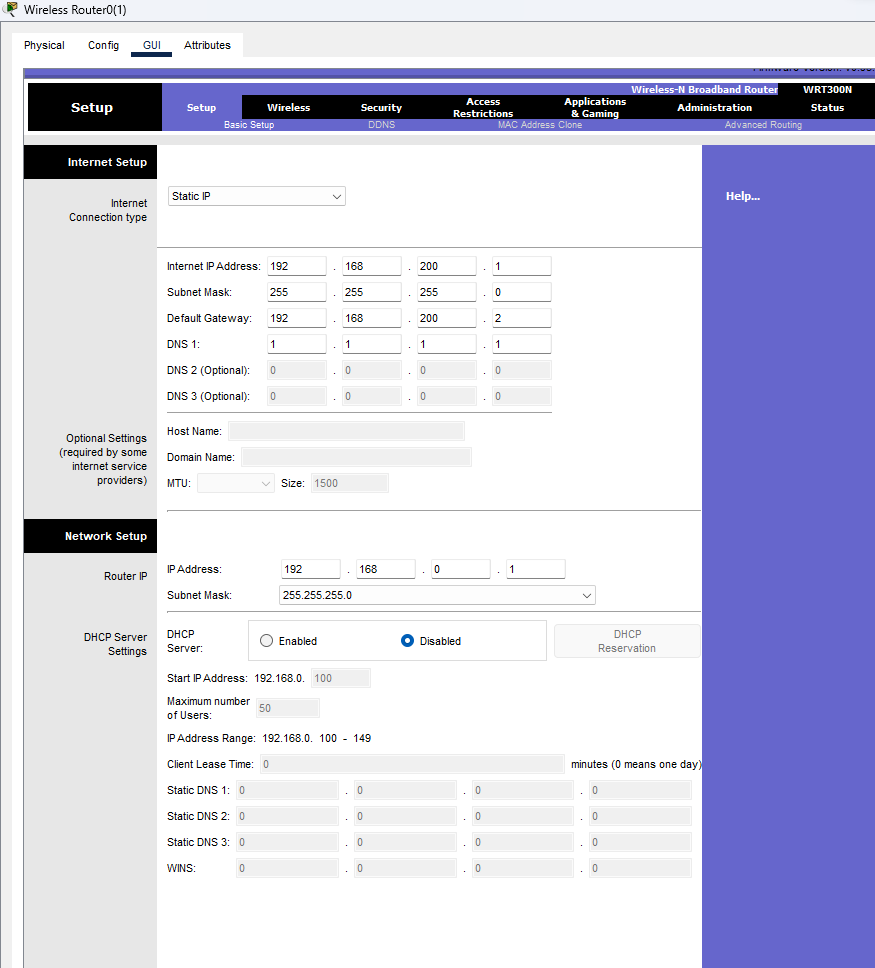 Wireless Router0(1)
Physical Config GUI Attributes
Wireless-N Broadband Router WRT300N
Setup Setup Wireless Security Access Restrictions Applications & Gaming Administration Status
Basic Setup DDNS MAC Address Clone Advanced Routing
Internet Setup
Internet Connection type Static IP
Help...
Internet IP Address: 192 . 168 . 200 . 1
Subnet Mask: 255 . 255 . 255 . 0
Default Gateway: 192 . 168 . 200 . 2
DNS 1: 1 . 1 . 1 . 1
DNS 2 (Optional): 0 . 0 . 0 . 0
DNS 3 (Optional): 0 . 0 . 0 . 0
Optional Settings
(required by some
internet service
providers)
Host Name:
Domain Name:
MTU: Size: 1500
Network Setup
Router IP
IP Address: 192 . 168 . 0 . 1
Subnet Mask: 255.255.255.0
DHCP Server
Settings
DHCP Server: Enabled Disabled DHCP Reservation
Start IP Address: 192.168.0. 100
Maximum number
of Users: 50
IP Address Range: 192.168.0. 100 - 149
Client Lease Time: 0 minutes (0 means one day)
Static DNS 1: 0 . 0 . 0 . 0
Static DNS 2: 0 . 0 . 0 . 0
Static DNS 3: 0 . 0 . 0 . 0
WINS: 0 . 0 . 0 . 0